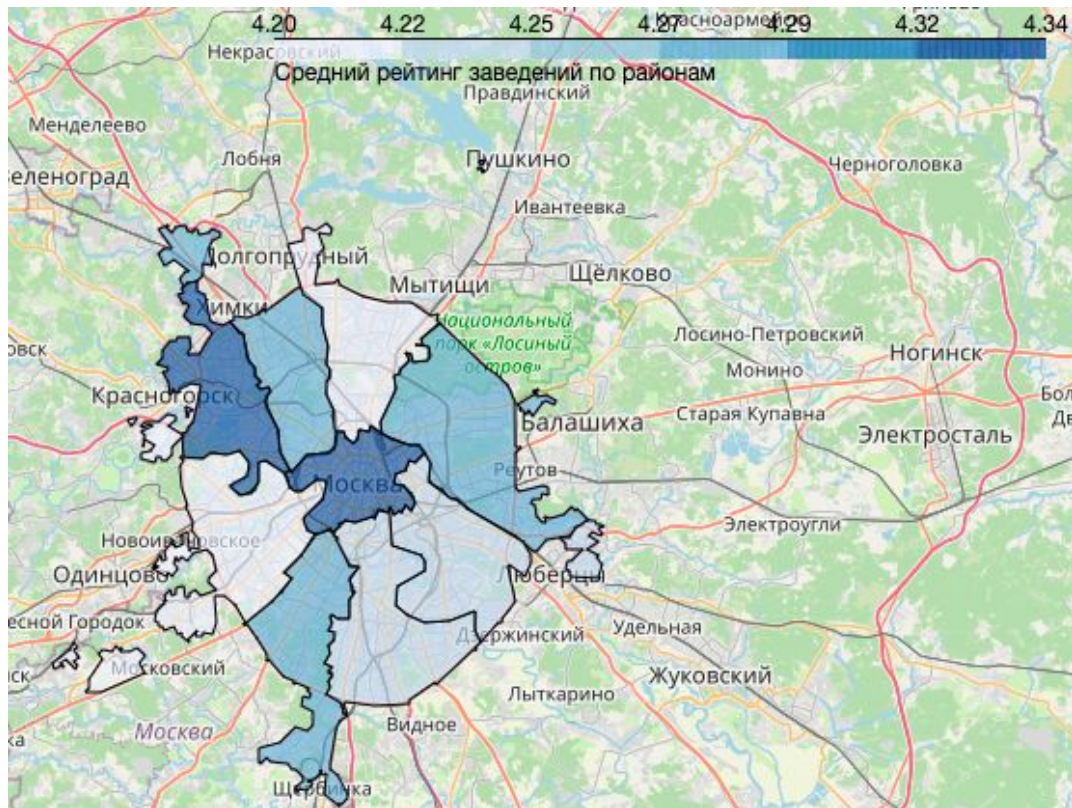 4.20 4.22 4.25 4.27 4.29 4.32 4.34
Средний рейтинг заведений по районам
Некрасовский
Правдинский
Менделеево
Лобня
Пушкино
Черноголовка
Ивантеевка
Долгопрудный
Щёлково
Мытищи
Химки
Национальный
парк «Лосиный
остров»
Лосино-Петровский
Ногинск
Монино
Красногорск
Старая Купавна
Балашиха
Электросталь
Реутов
Москва
Электроугли
Новоивановское
Одинцово
Люберцы
Дзержинский
Удельная
есной Городок
Московский
Жуковский
Лыткарино
Видное
Москва
Щербинка